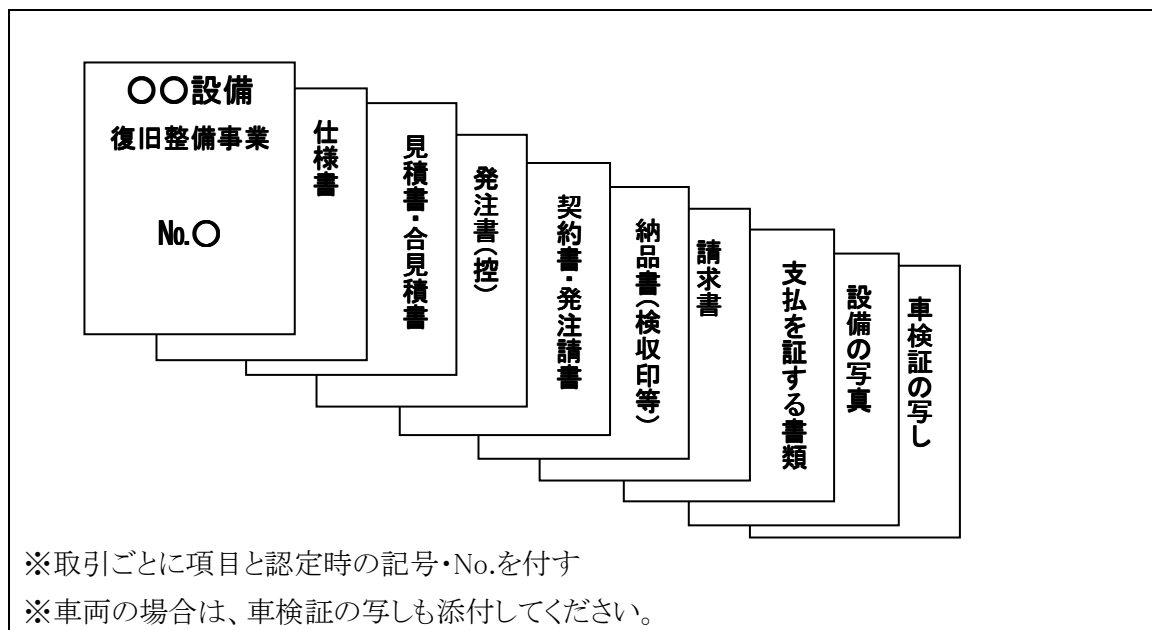 〇〇設備
復旧整備事業
№〇
仕様書
見積書・合見積書
発注書(控)
契約書・発注請書
納品書(検収印等)
請求書
支払を証する書類
設備の写真
車検証の写し
※取引ごとに項目と認定時の記号・No.を付す
※車両の場合は、車検証の写しも添付してください。